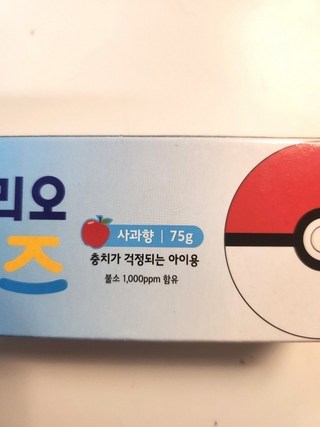 리오
즈
사과향 | 75g
충치가 걱정되는 아이용
불소 1,000ppm 함유